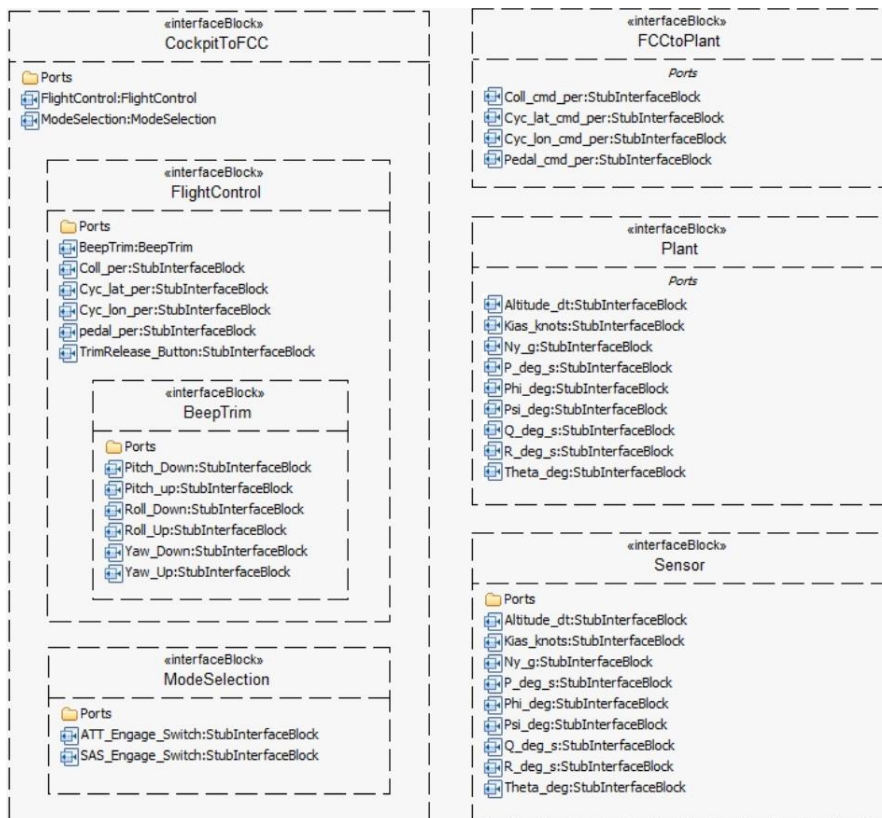 «interfaceBlock»
CockpitToFCC
Ports
FlightControl:FlightControl
ModeSelection:ModeSelection
«interfaceBlock»
FlightControl
Ports
BeepTrim:BeepTrim
Coll_per:StubInterfaceBlock
Cyc_lat_per:StubInterfaceBlock
Cyc_lon_per:StubInterfaceBlock
pedal_per:StubInterfaceBlock
TrimRelease_Button:StubInterfaceBlock
«interfaceBlock»
BeepTrim
Ports
Pitch_Down:StubInterfaceBlock
Pitch_up:StubInterfaceBlock
Roll_Down:StubInterfaceBlock
Roll_Up:StubInterfaceBlock
Yaw_Down:StubInterfaceBlock
Yaw_Up:StubInterfaceBlock
«interfaceBlock»
ModeSelection
Ports
ATT_Engage_Switch:StubInterfaceBlock
SAS_Engage_Switch:StubInterfaceBlock
«interfaceBlock»
FCCtoPlant
Ports
Coll_cmd_per:StubInterfaceBlock
Cyc_lat_cmd_per:StubInterfaceBlock
Cyc_lon_cmd_per:StubInterfaceBlock
Pedal_cmd_per:StubInterfaceBlock
«interfaceBlock»
Plant
Ports
Altitude_dt:StubInterfaceBlock
Kias_knots:StubInterfaceBlock
Ny_g:StubInterfaceBlock
P_deg_s:StubInterfaceBlock
Phi_deg:StubInterfaceBlock
Psi_deg:StubInterfaceBlock
Q_deg_s:StubInterfaceBlock
R_deg_s:StubInterfaceBlock
Theta_deg:StubInterfaceBlock
«interfaceBlock»
Sensor
Ports
Altitude_dt:StubInterfaceBlock
Kias_knots:StubInterfaceBlock
Ny_g:StubInterfaceBlock
P_deg_s:StubInterfaceBlock
Phi_deg:StubInterfaceBlock
Psi_deg:StubInterfaceBlock
Q_deg_s:StubInterfaceBlock
R_deg_s:StubInterfaceBlock
Theta_deg:StubInterfaceBlock